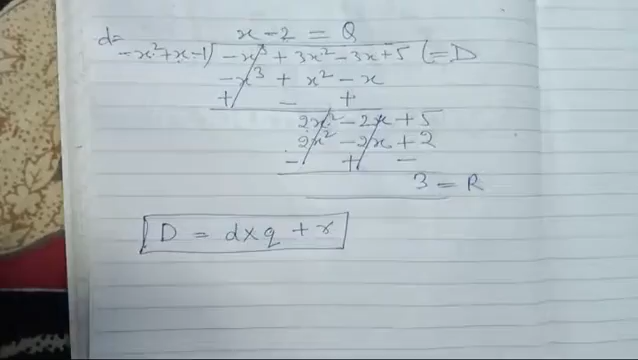 x - 2 = Q
d=
-x² + x - 1) -x³ + 3x² - 3x + 5 (= D
-x³ + x² - x
+ - +
2x² - 2x + 5
2x² - 2x + 2
- + -
3 = R
D = d x q + r